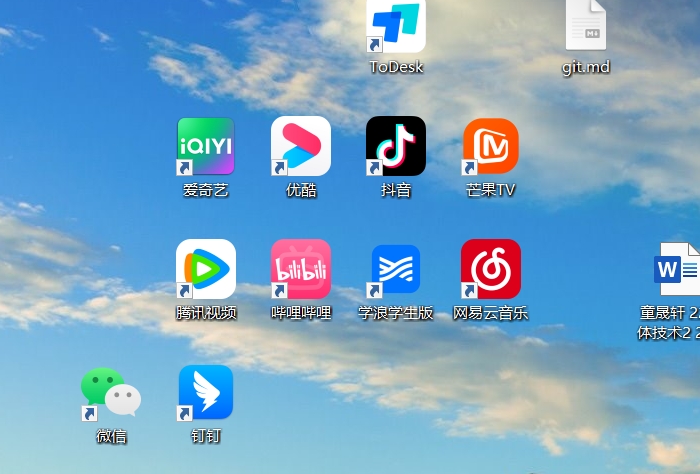 ToDesk
git.md
iQIYI
爱奇艺
优酷
抖音
芒果TV
腾讯视频
bilibili
哔哩哔哩
学浪学生版
网易云音乐
W
童晟轩 2
体技术2 2
微信
钉钉